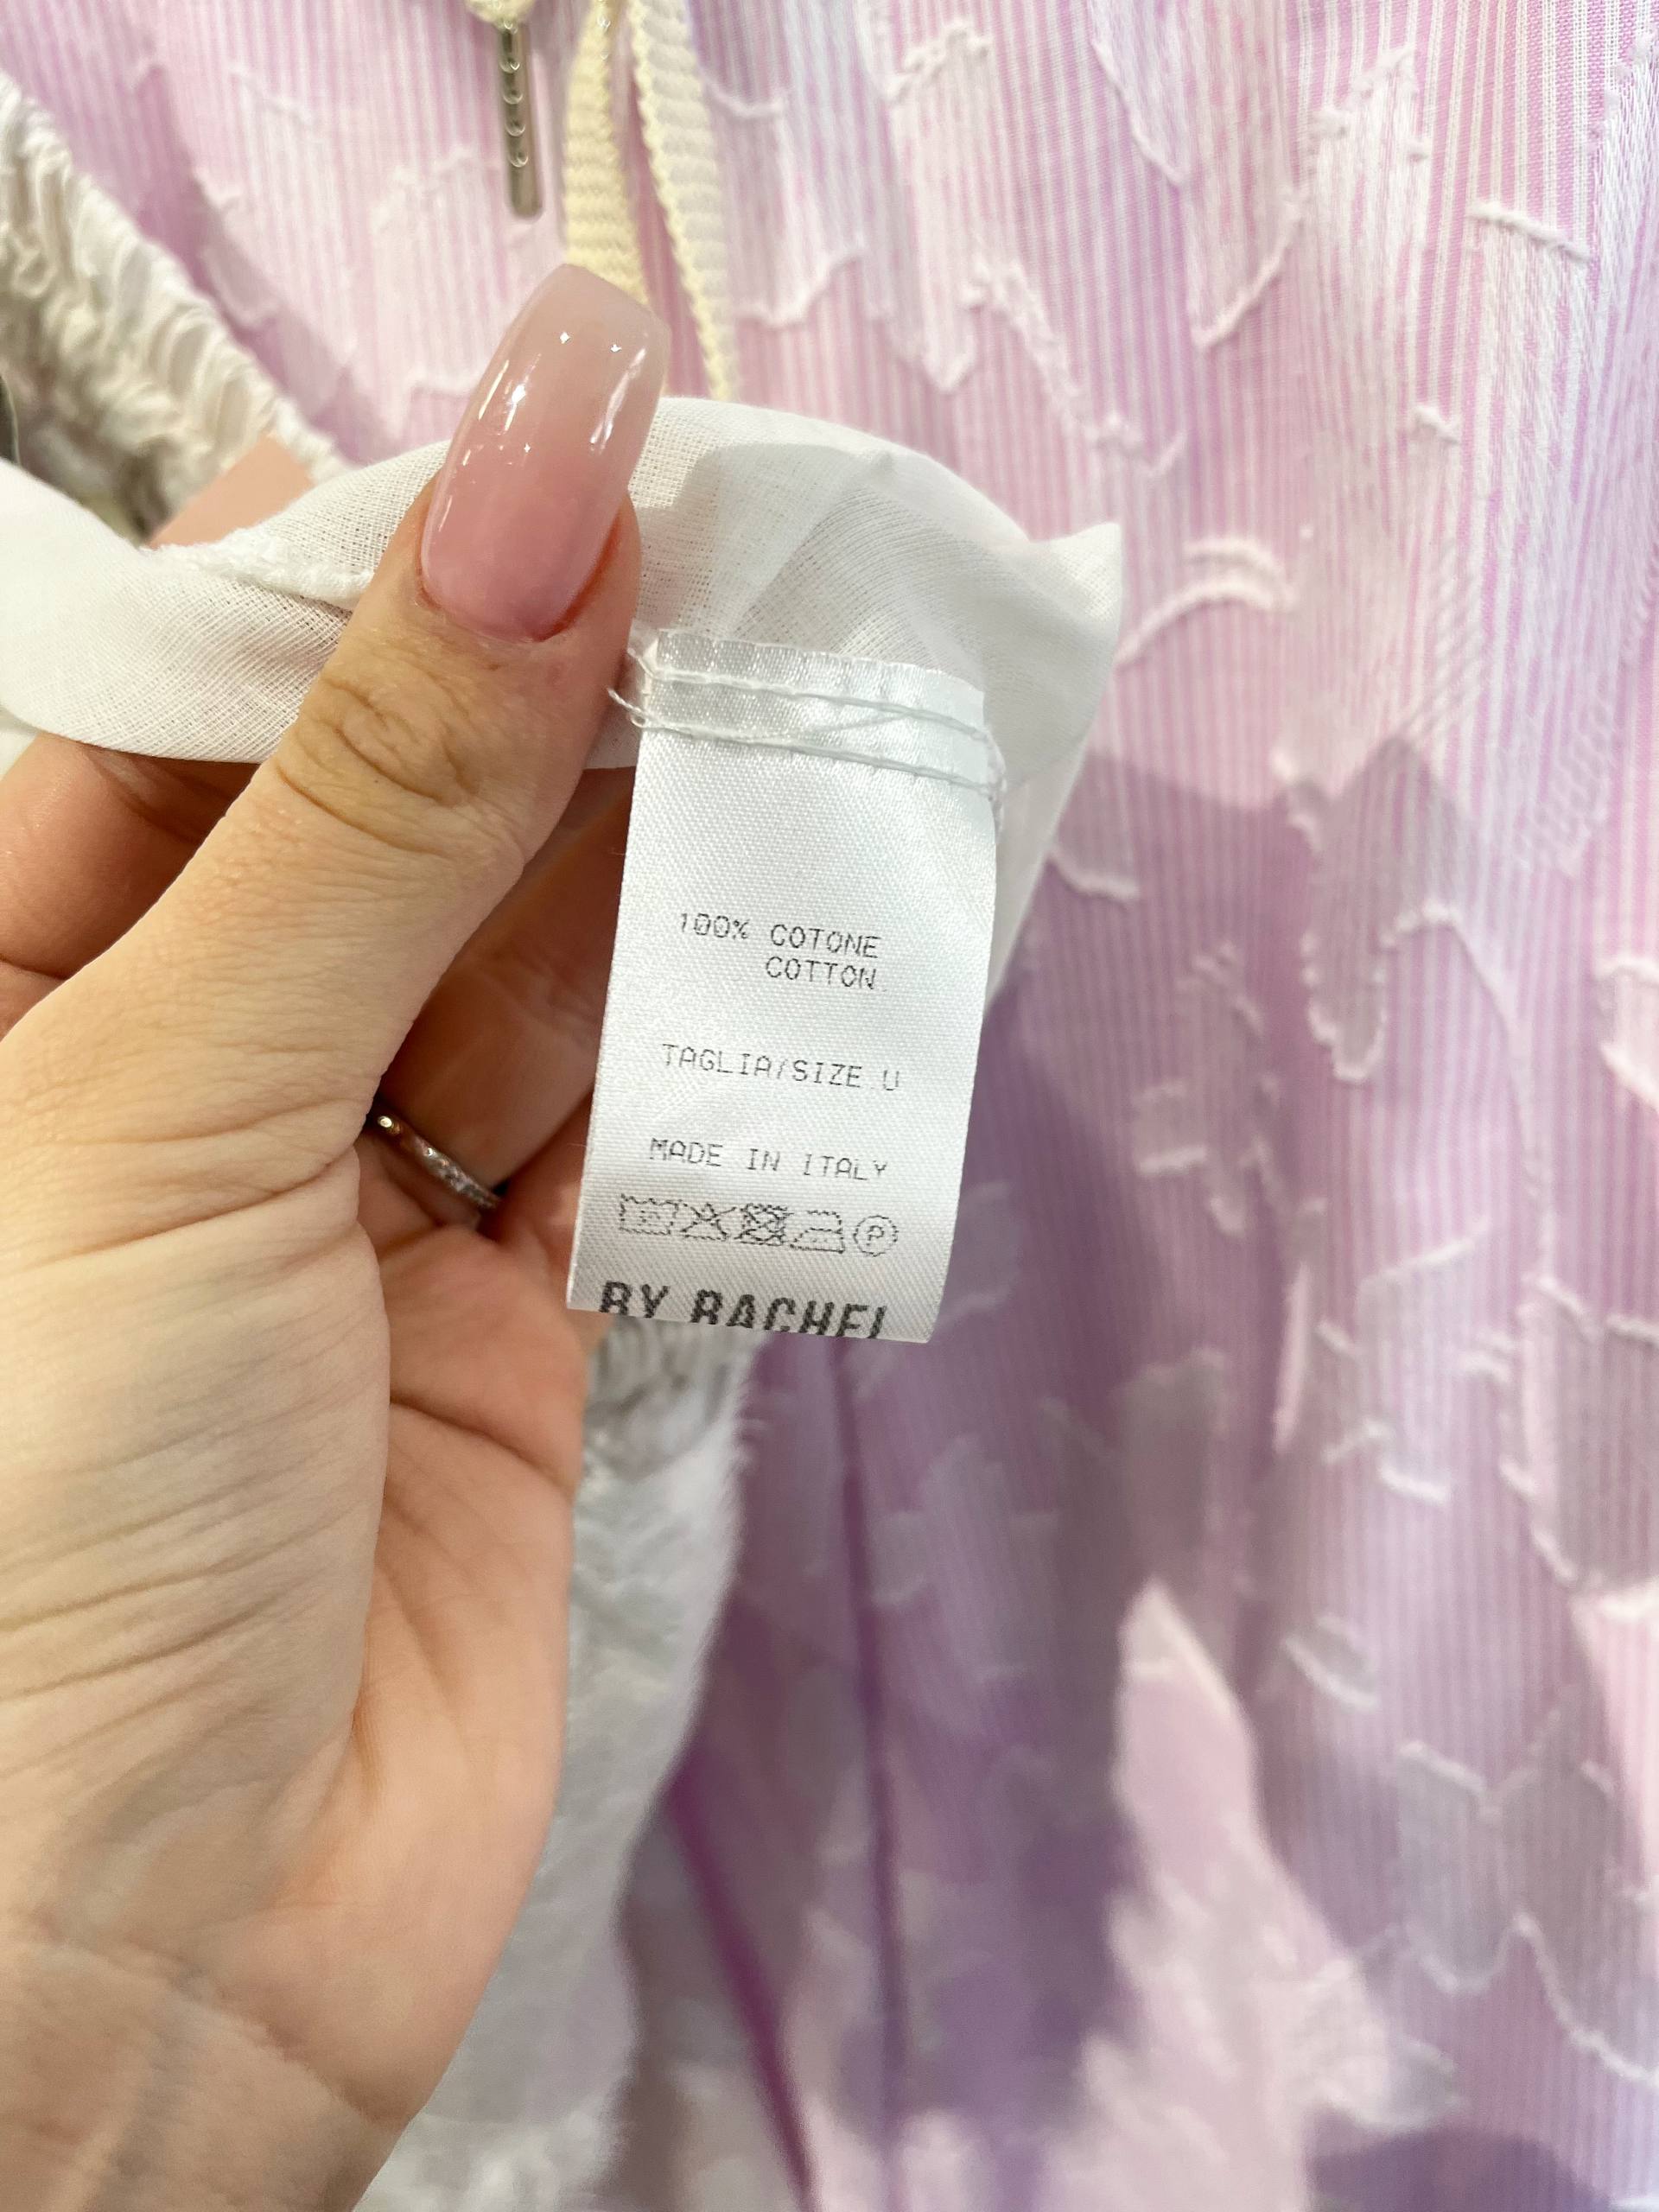 100% COTONE
COTTON
TAGLIA/SIZE U
MADE IN ITALY
P
BY RACHEL